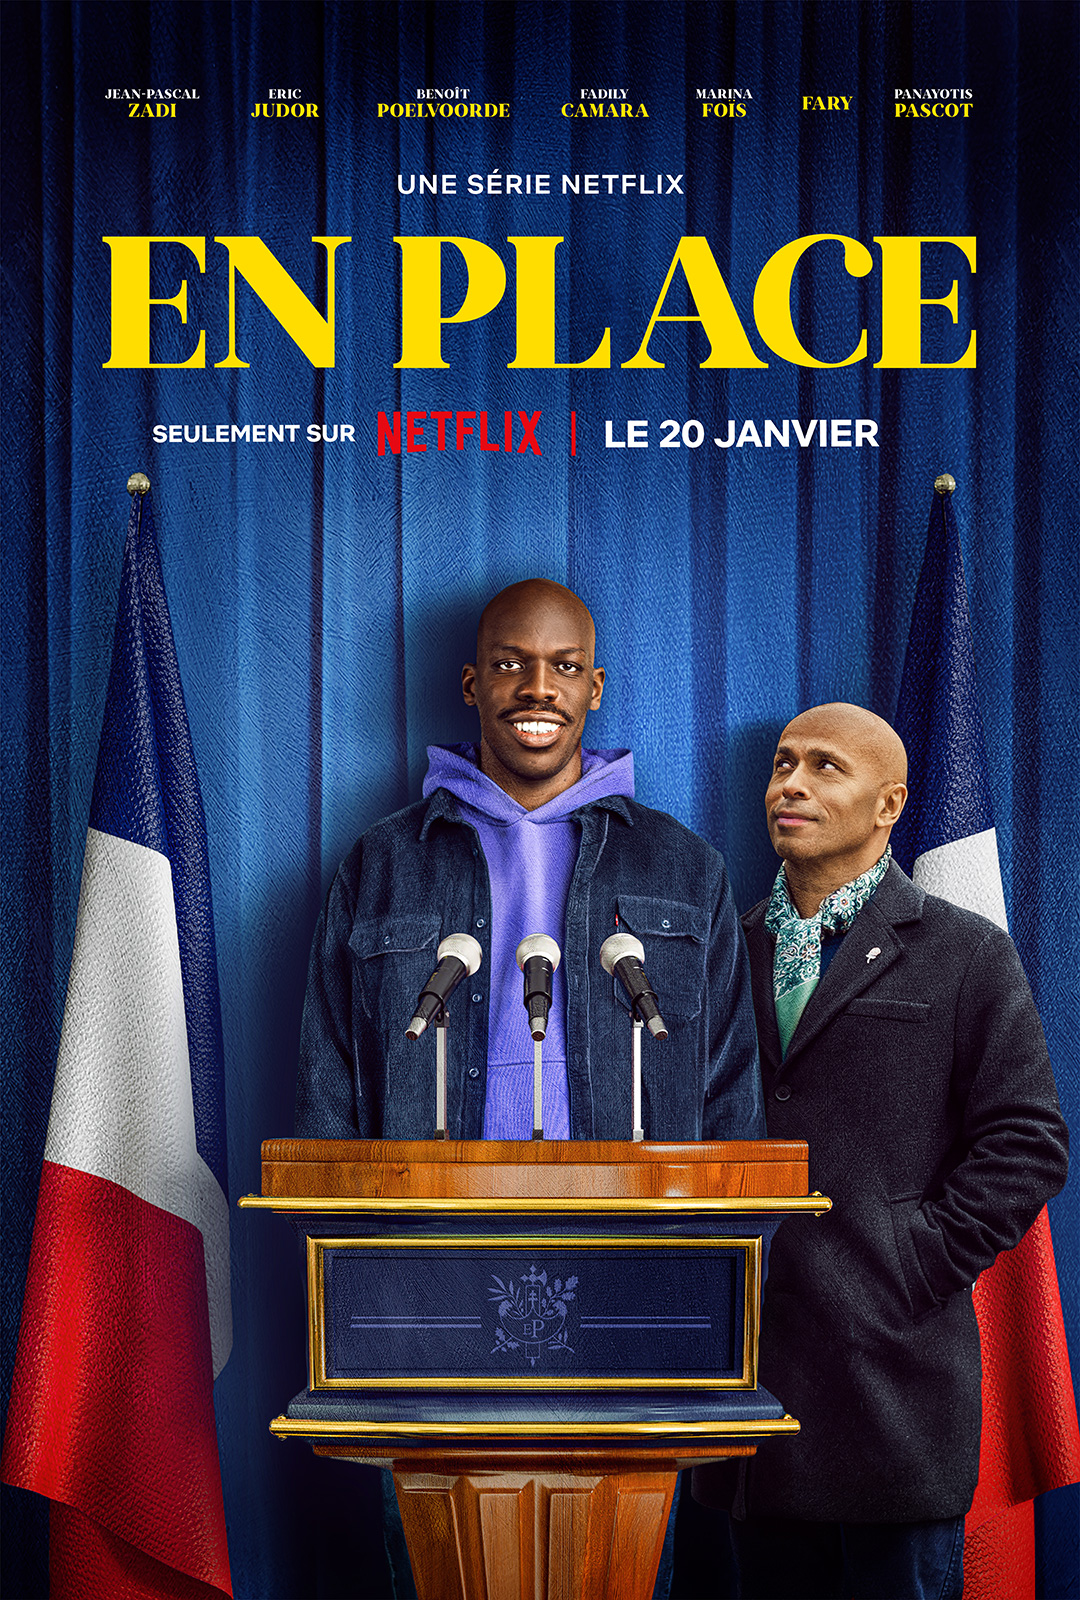 JEAN-PASCAL ZADI
ERIC JUDOR
BENOÎT POELVOORDE
FADILY CAMARA
MARINA FOÏS
FARY
PANAYOTIS PASCOT
UNE SÉRIE NETFLIX
EN PLACE
SEULEMENT SUR NETFLIX | LE 20 JANVIER
EP